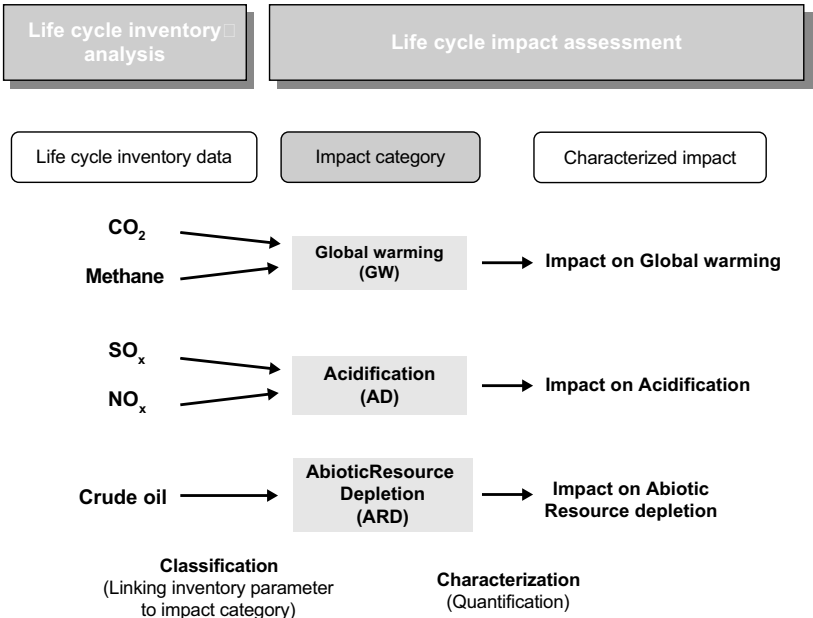 Life cycle inventory
analysis
Life cycle impact assessment
Life cycle inventory data
Impact category
Characterized impact
CO₂
Methane
Global warming
(GW)
Impact on Global warming
SOₓ
NOₓ
Acidification
(AD)
Impact on Acidification
Crude oil
AbioticResource
Depletion
(ARD)
Impact on Abiotic
Resource depletion
Classification
(Linking inventory parameter
to impact category)
Characterization
(Quantification)